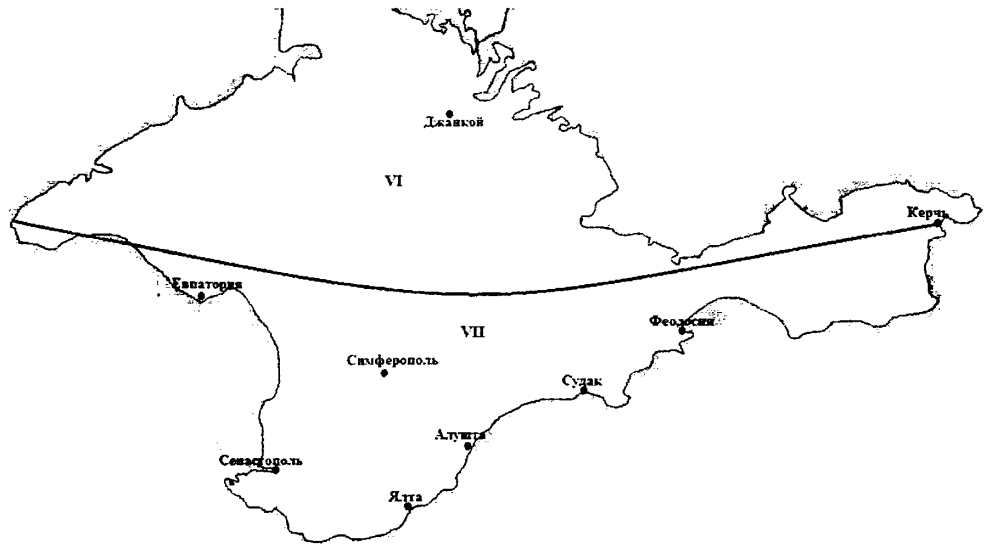 Джанкой
VI
Керчь
Евпатория
Феодосия
VII
Симферополь
Судак
Алушта
Севастополь
Ялта